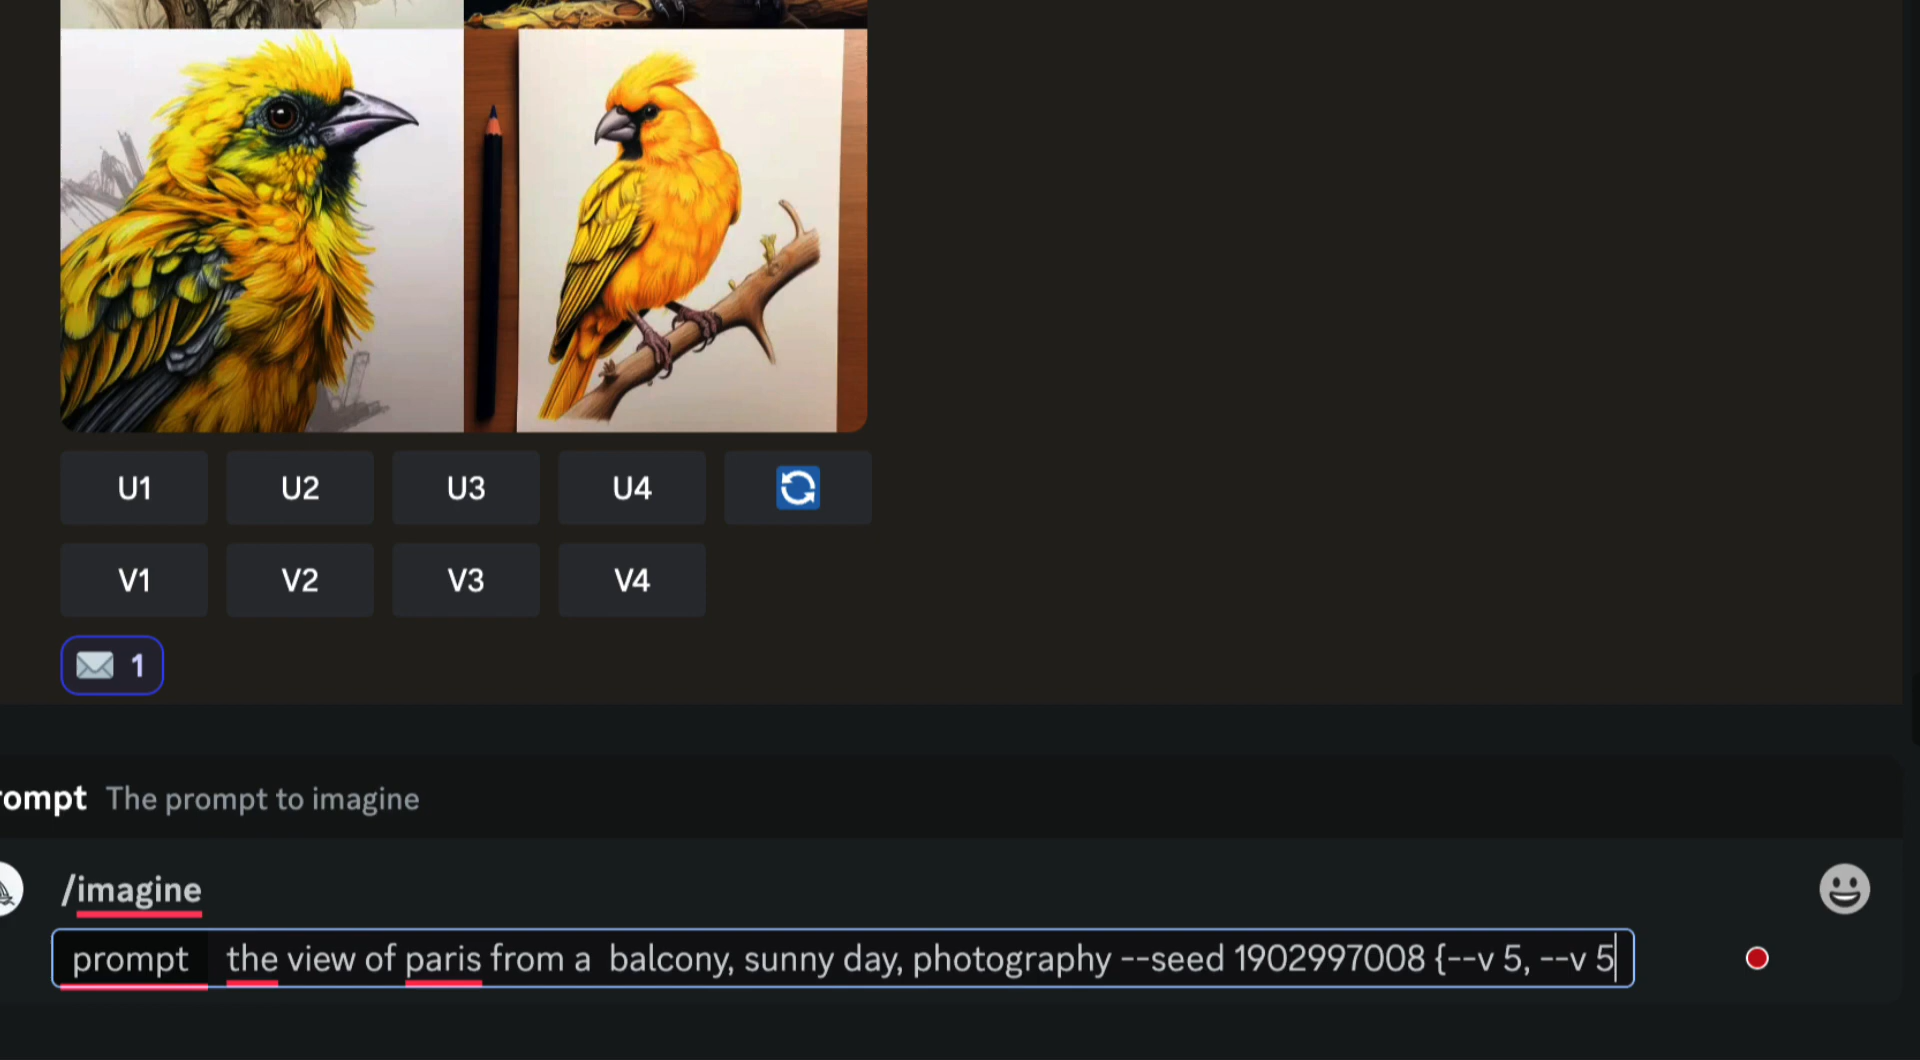 U1 U2 U3 U4
V1 V2 V3 V4
1
rompt The prompt to imagine
/imagine
prompt the view of paris from a balcony, sunny day, photography --seed 1902997008 {--v 5, --v 5